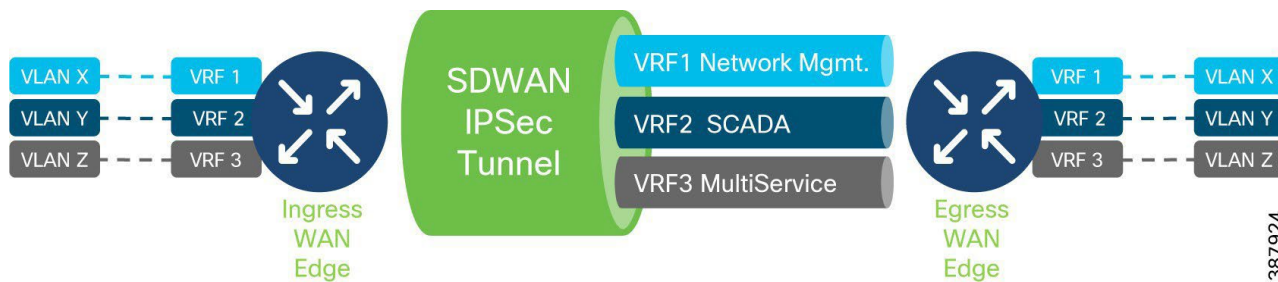 VLAN X
VRF 1
VLAN Y
VRF 2
VLAN Z
VRF 3
Ingress
WAN
Edge
SDWAN
IPSec
Tunnel
VRF1 Network Mgmt.
VRF2 SCADA
VRF3 MultiService
Egress
WAN
Edge
VRF 1
VLAN X
VRF 2
VLAN Y
VRF 3
VLAN Z
387924